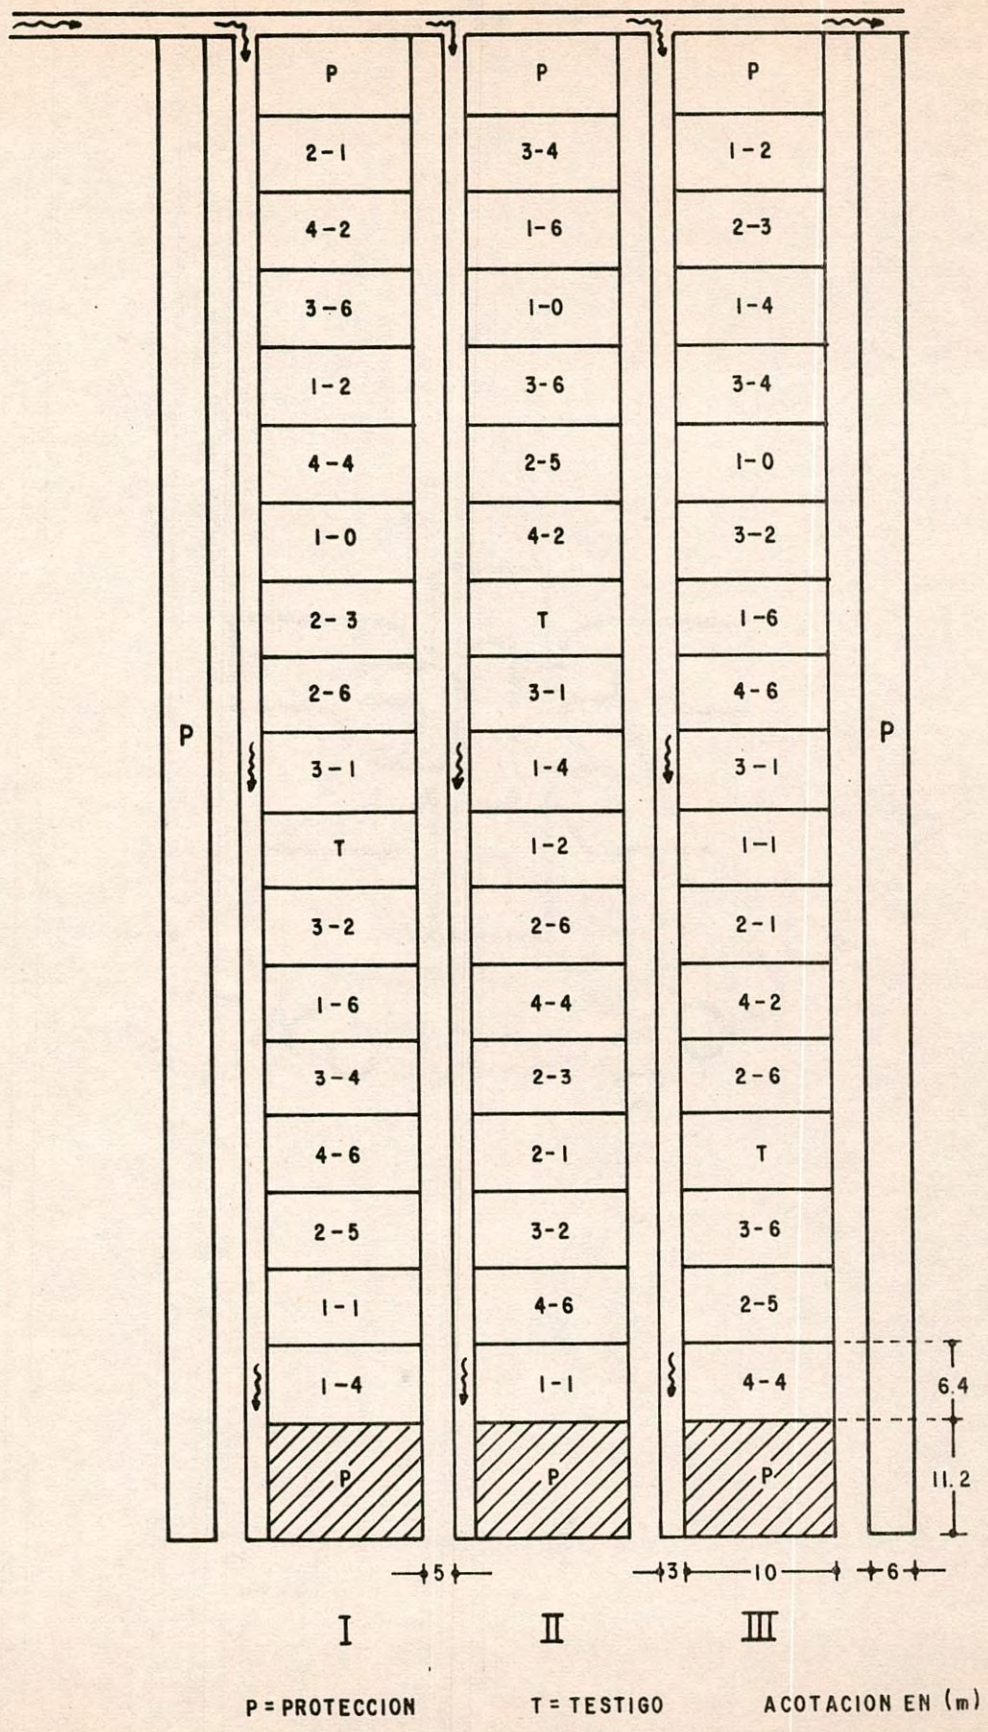 P P P
2-1 3-4 1-2
4-2 1-6 2-3
3-6 1-0 1-4
1-2 3-6 3-4
4-4 2-5 1-0
1-0 4-2 3-2
2-3 T 1-6
2-6 3-1 4-6
P P
3-1 1-4 3-1
T 1-2 1-1
3-2 2-6 2-1
1-6 4-4 4-2
3-4 2-3 2-6
4-6 2-1 T
2-5 3-2 3-6
1-1 4-6 2-5
1-4 1-1 4-4 6.4
P P P 11.2
5 3 10 6
I II III
P = PROTECCION T = TESTIGO ACOTACION EN (m)